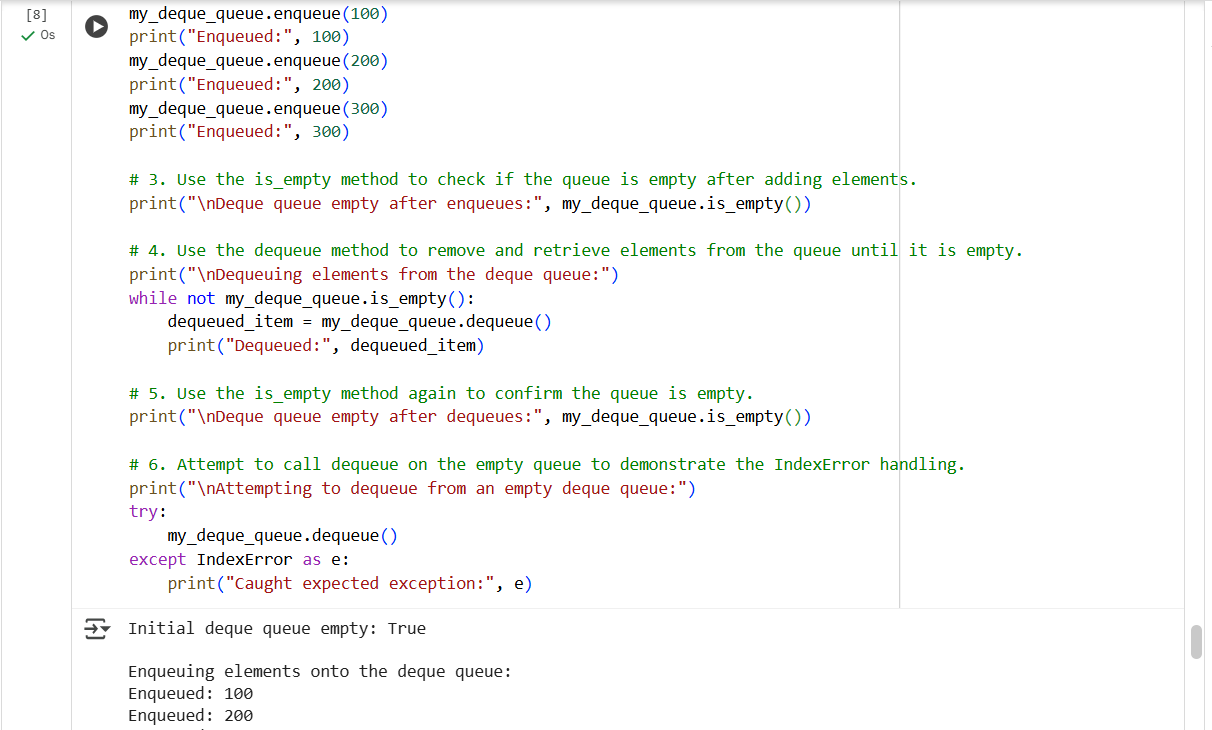 [8]
0s
my_deque_queue.enqueue(100)
print("Enqueued:", 100)
my_deque_queue.enqueue(200)
print("Enqueued:", 200)
my_deque_queue.enqueue(300)
print("Enqueued:", 300)

# 3. Use the is_empty method to check if the queue is empty after adding elements.
print("\nDeque queue empty after enqueues:", my_deque_queue.is_empty())

# 4. Use the dequeue method to remove and retrieve elements from the queue until it is empty.
print("\nDequeuing elements from the deque queue:")
while not my_deque_queue.is_empty():
    dequeued_item = my_deque_queue.dequeue()
    print("Dequeued:", dequeued_item)

# 5. Use the is_empty method again to confirm the queue is empty.
print("\nDeque queue empty after dequeues:", my_deque_queue.is_empty())

# 6. Attempt to call dequeue on the empty queue to demonstrate the IndexError handling.
print("\nAttempting to dequeue from an empty deque queue:")
try:
    my_deque_queue.dequeue()
except IndexError as e:
    print("Caught expected exception:", e)

Initial deque queue empty: True

Enqueuing elements onto the deque queue:
Enqueued: 100
Enqueued: 200